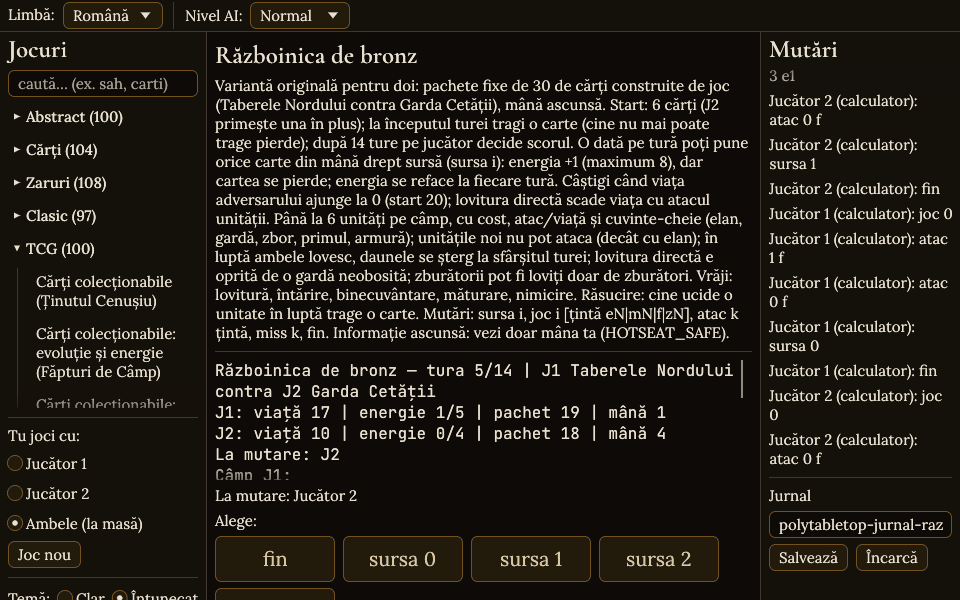 Limbă:
Română
Nivel AI:
Normal
Jocuri
caută... (ex. sah, carti)
Abstract (100)
Cărți (104)
Zaruri (108)
Clasic (97)
TCG (100)
Cărți colecționabile
(Ținutul Cenușiu)
Cărți colecționabile:
evoluție și energie
(Făpturi de Câmp)
Cărți colecționabile:
Tu joci cu:
Jucător 1
Jucător 2
Ambele (la masă)
Joc nou
Temă:
Clar
Întunecat
Războinica de bronz
Variantă originală pentru doi: pachete fixe de 30 de cărți construite de joc
(Taberele Nordului contra Garda Cetății), mână ascunsă. Start: 6 cărți (J2
primește una în plus); la începutul turei tragi o carte (cine nu mai poate
trage pierde); după 14 ture pe jucător decide scorul. O dată pe tură poți pune
orice carte din mână drept sursă (sursa i): energia +1 (maximum 8), dar
cartea se pierde; energia se reface la fiecare tură. Câștigi când viața
adversarului ajunge la 0 (start 20); lovitura directă scade viața cu atacul
unității. Până la 6 unități pe câmp, cu cost, atac/viață și cuvinte-cheie (elan,
gardă, zbor, primul, armură); unitățile noi nu pot ataca (decât cu elan); în
luptă ambele lovesc, daunele se șterg la sfârșitul turei; lovitura directă e
oprită de o gardă neobosită; zburătorii pot fi loviți doar de zburători. Vrăji:
lovitură, întărire, binecuvântare, măturare, nimicire. Răsucire: cine ucide o
unitate în luptă trage o carte. Mutări: sursa i, joc i [țintă eN|mN|f|zN], atac k
țintă, miss k, fin. Informație ascunsă: vezi doar mâna ta (HOTSEAT_SAFE).
Războinica de bronz — tura 5/14 | J1 Taberele Nordului
contra J2 Garda Cetății
J1: viață 17 | energie 1/5 | pachet 19 | mână 1
J2: viață 10 | energie 0/4 | pachet 18 | mână 4
La mutare: J2
Câmp J1:
La mutare: Jucător 2
Alege:
fin
sursa 0
sursa 1
sursa 2
Mutări
3 e1
Jucător 2 (calculator):
atac 0 f
Jucător 2 (calculator):
sursa 1
Jucător 2 (calculator): fin
Jucător 1 (calculator): joc 0
Jucător 1 (calculator): atac
1 f
Jucător 1 (calculator): atac
0 f
Jucător 1 (calculator):
sursa 0
Jucător 1 (calculator): fin
Jucător 2 (calculator): joc
0
Jucător 2 (calculator):
atac 0 f
Jurnal
polytabletop-jurnal-raz
Salvează
Încarcă